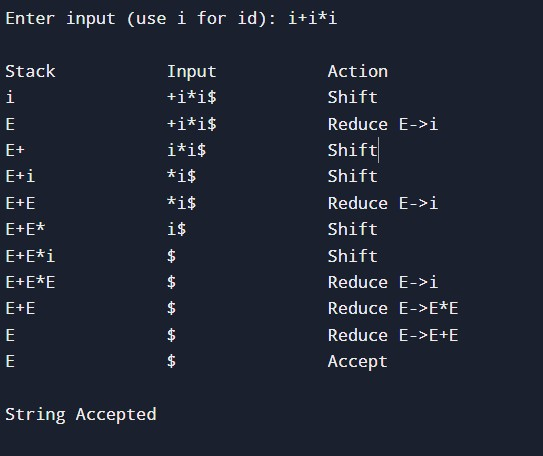 Enter input (use i for id): i+i*i
Stack Input Action
i +i*i$ Shift
E +i*i$ Reduce E->i
E+ i*i$ Shift
E+i *i$ Shift
E+E *i$ Reduce E->i
E+E* i$ Shift
E+E*i $ Shift
E+E*E $ Reduce E->i
E+E $ Reduce E->E*E
E $ Reduce E->E+E
E $ Accept
String Accepted